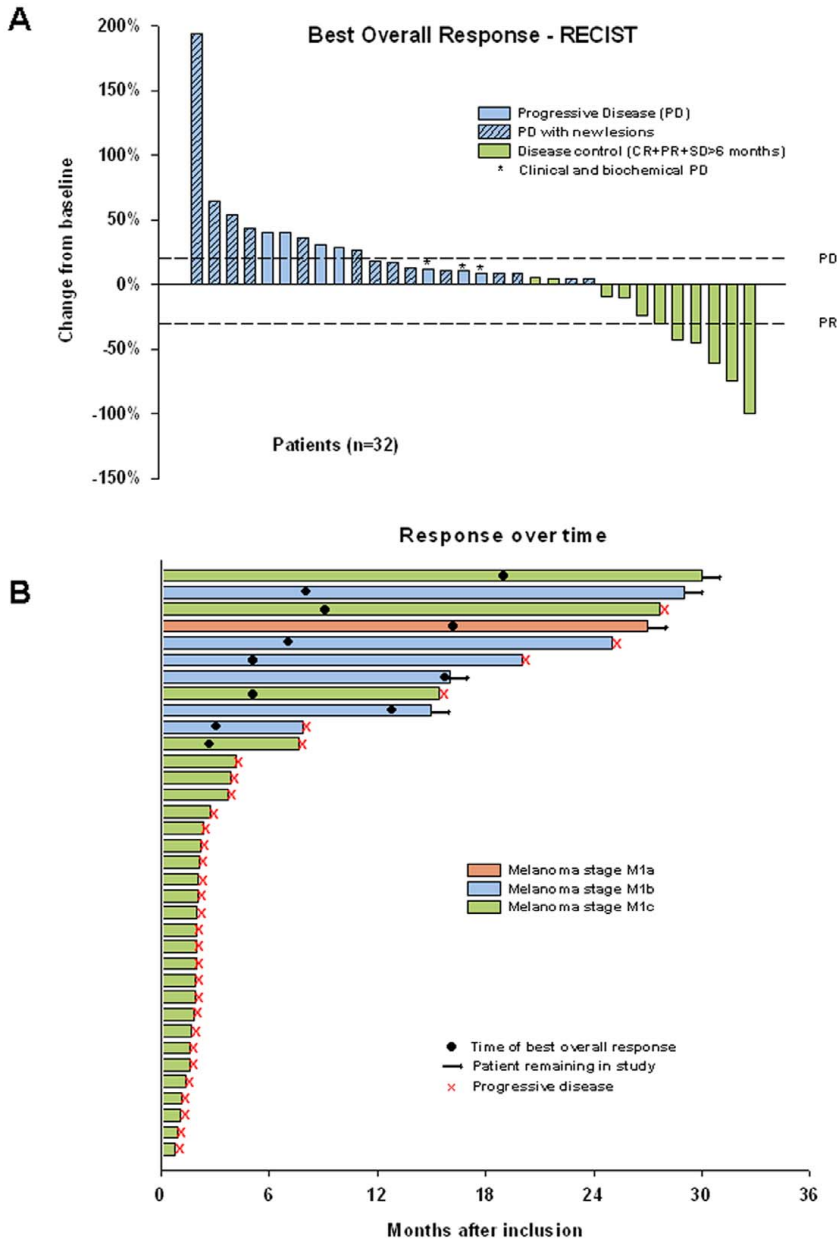 A
Best Overall Response - RECIST
200%
150%
100%
50%
0%
-50%
-100%
-150%
Change from baseline
Progressive Disease (PD)
PD with new lesions
Disease control (CR+PR+SD>6 months)
* Clinical and biochemical PD
* * *
PD
PR
Patients (n=32)
B
Response over time
Melanoma stage M1a
Melanoma stage M1b
Melanoma stage M1c
Time of best overall response
Patient remaining in study
Progressive disease
0 6 12 18 24 30 36
Months after inclusion